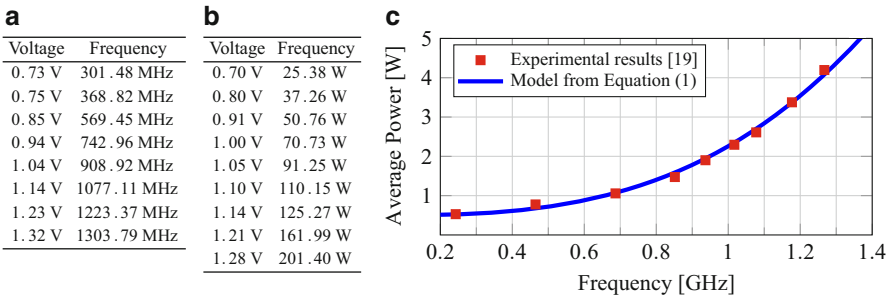 a
Voltage Frequency
0.73 V 301.48 MHz
0.75 V 368.82 MHz
0.85 V 569.45 MHz
0.94 V 742.96 MHz
1.04 V 908.92 MHz
1.14 V 1077.11 MHz
1.23 V 1223.37 MHz
1.32 V 1303.79 MHz
b
Voltage Frequency
0.70 V 25.38 W
0.80 V 37.26 W
0.91 V 50.76 W
1.00 V 70.73 W
1.05 V 91.25 W
1.10 V 110.15 W
1.14 V 125.27 W
1.21 V 161.99 W
1.28 V 201.40 W
c
Average Power [W]
5
4
3
2
1
Experimental results [19]
Model from Equation (1)
0.2 0.4 0.6 0.8 1 1.2 1.4
Frequency [GHz]